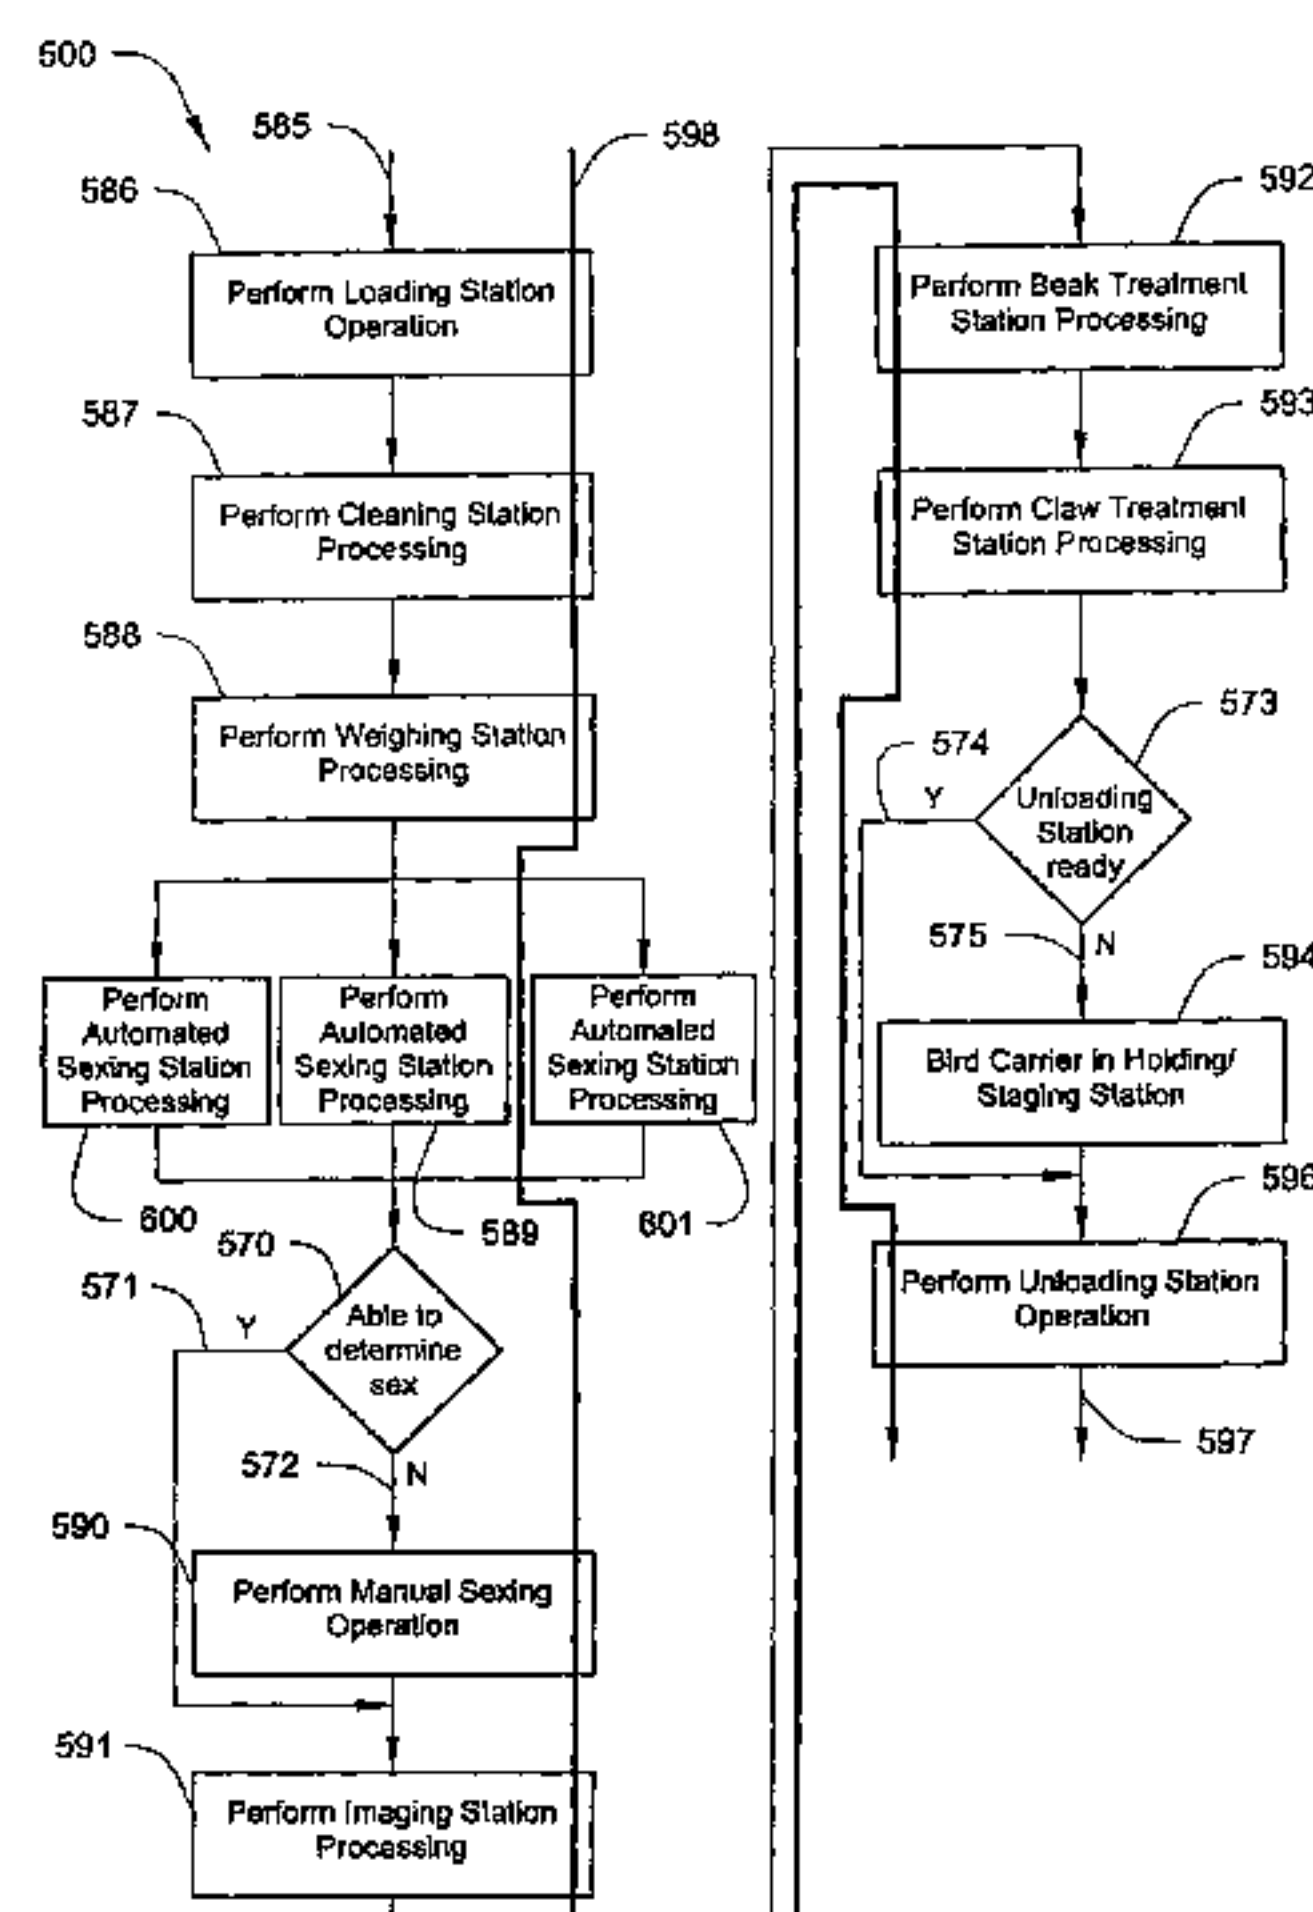 500
585
598
586
Perform Loading Station
Operation
587
Perform Cleaning Station
Processing
588
Perform Weighing Station
Processing
Perform
Automated
Sexing Station
Processing
Perform
Automated
Sexing Station
Processing
Perform
Automated
Sexing Station
Processing
600
589
601
570
571
Y
Able to
determine
sex
572
N
590
Perform Manual Sexing
Operation
591
Perform Imaging Station
Processing
592
Perform Beak Treatment
Station Processing
593
Perform Claw Treatment
Station Processing
573
574
Y
Unloading
Station
ready
575
N
594
Bird Carrier in Holding/
Staging Station
596
Perform Unloading Station
Operation
597